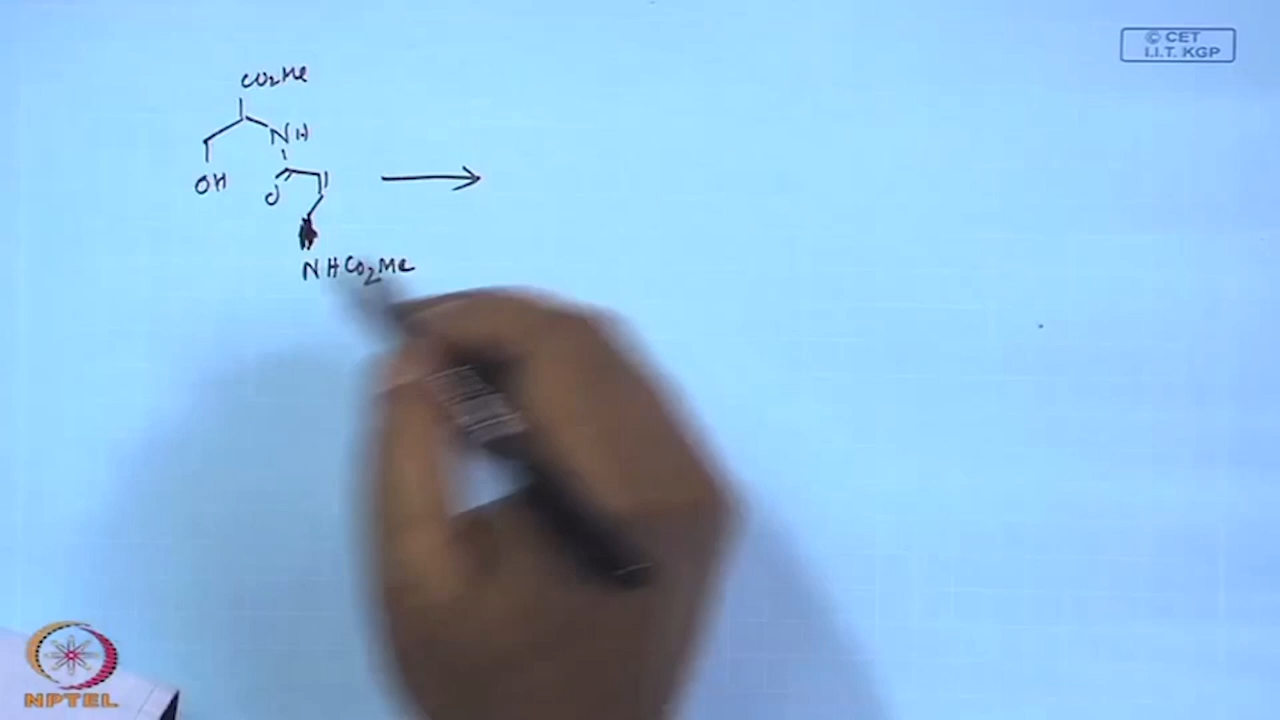 © CET
I.I.T. KGP
CO2Me
NH
OH
O
NHCO2Me
NPTEL